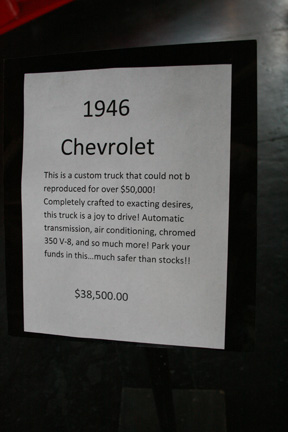 1946
Chevrolet
This is a custom truck that could not b
reproduced for over $50,000!
Completely crafted to exacting desires,
this truck is a joy to drive! Automatic
transmission, air conditioning, chromed
350 V-8, and so much more! Park your
funds in this...much safer than stocks!!
$38,500.00